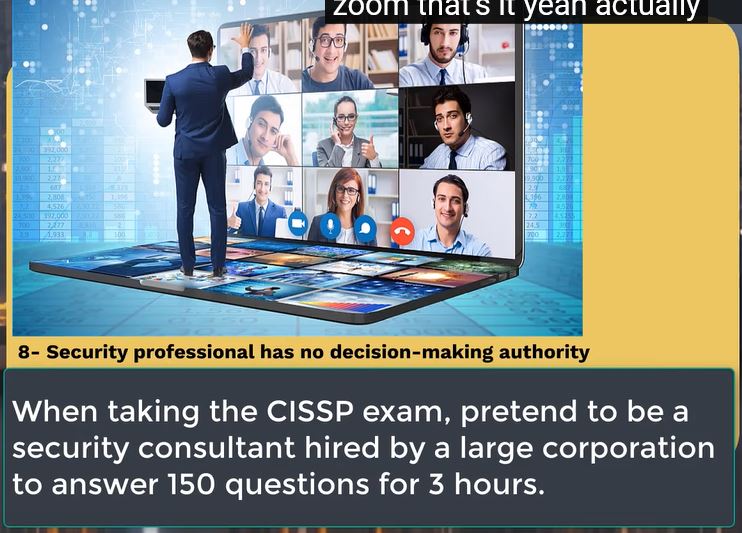 zoom that's it yeah actually
8- Security professional has no decision-making authority
When taking the CISSP exam, pretend to be a
security consultant hired by a large corporation
to answer 150 questions for 3 hours.